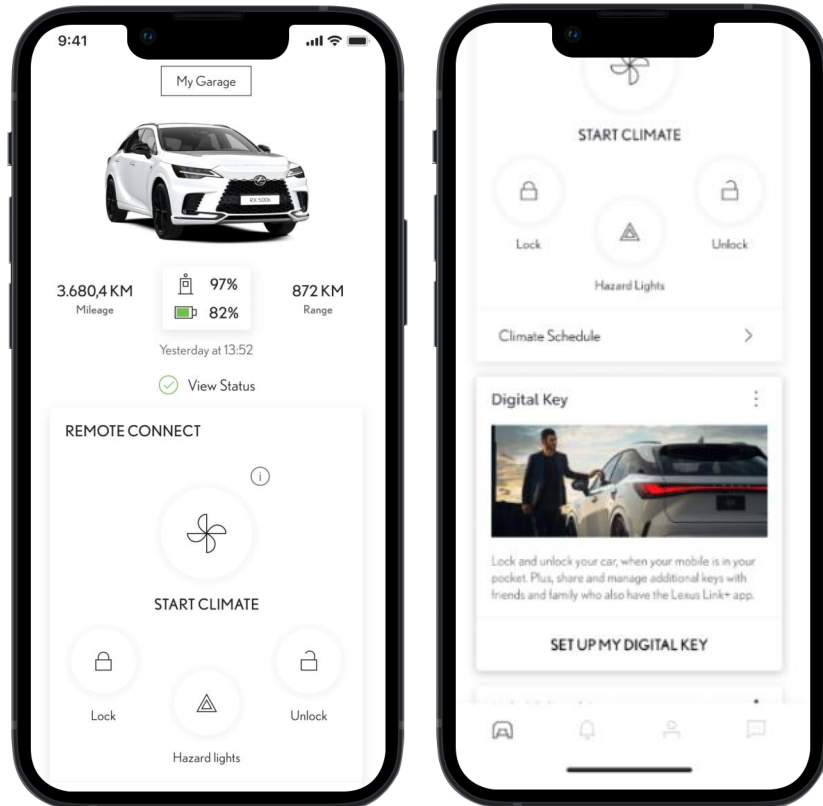 9:41
My Garage
RX 500h
3.680,4 KM
Mileage
97%
82%
872 KM
Range
Yesterday at 13:52
View Status
REMOTE CONNECT
START CLIMATE
Lock
Unlock
Hazard lights
START CLIMATE
Lock
Unlock
Hazard Lights
Climate Schedule
Digital Key
Lock and unlock your car, when your mobile is in your
pocket. Plus, share and manage additional keys with
friends and family who also have the Lexus Link+ app.
SET UP MY DIGITAL KEY